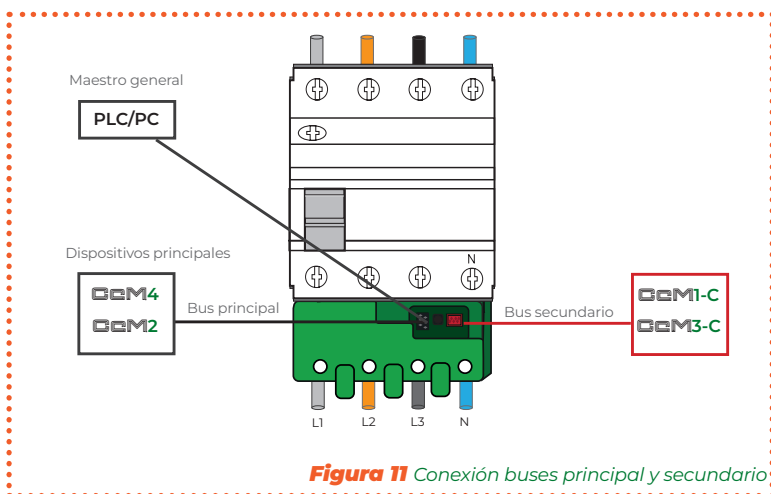 Maestro general
PLC/PC
N
Dispositivos principales
CcM4
CcM2
Bus principal
Bus secundario
CcM1-C
CcM3-C
L1
L2
L3
N
Figura 11 Conexión buses principal y secundario